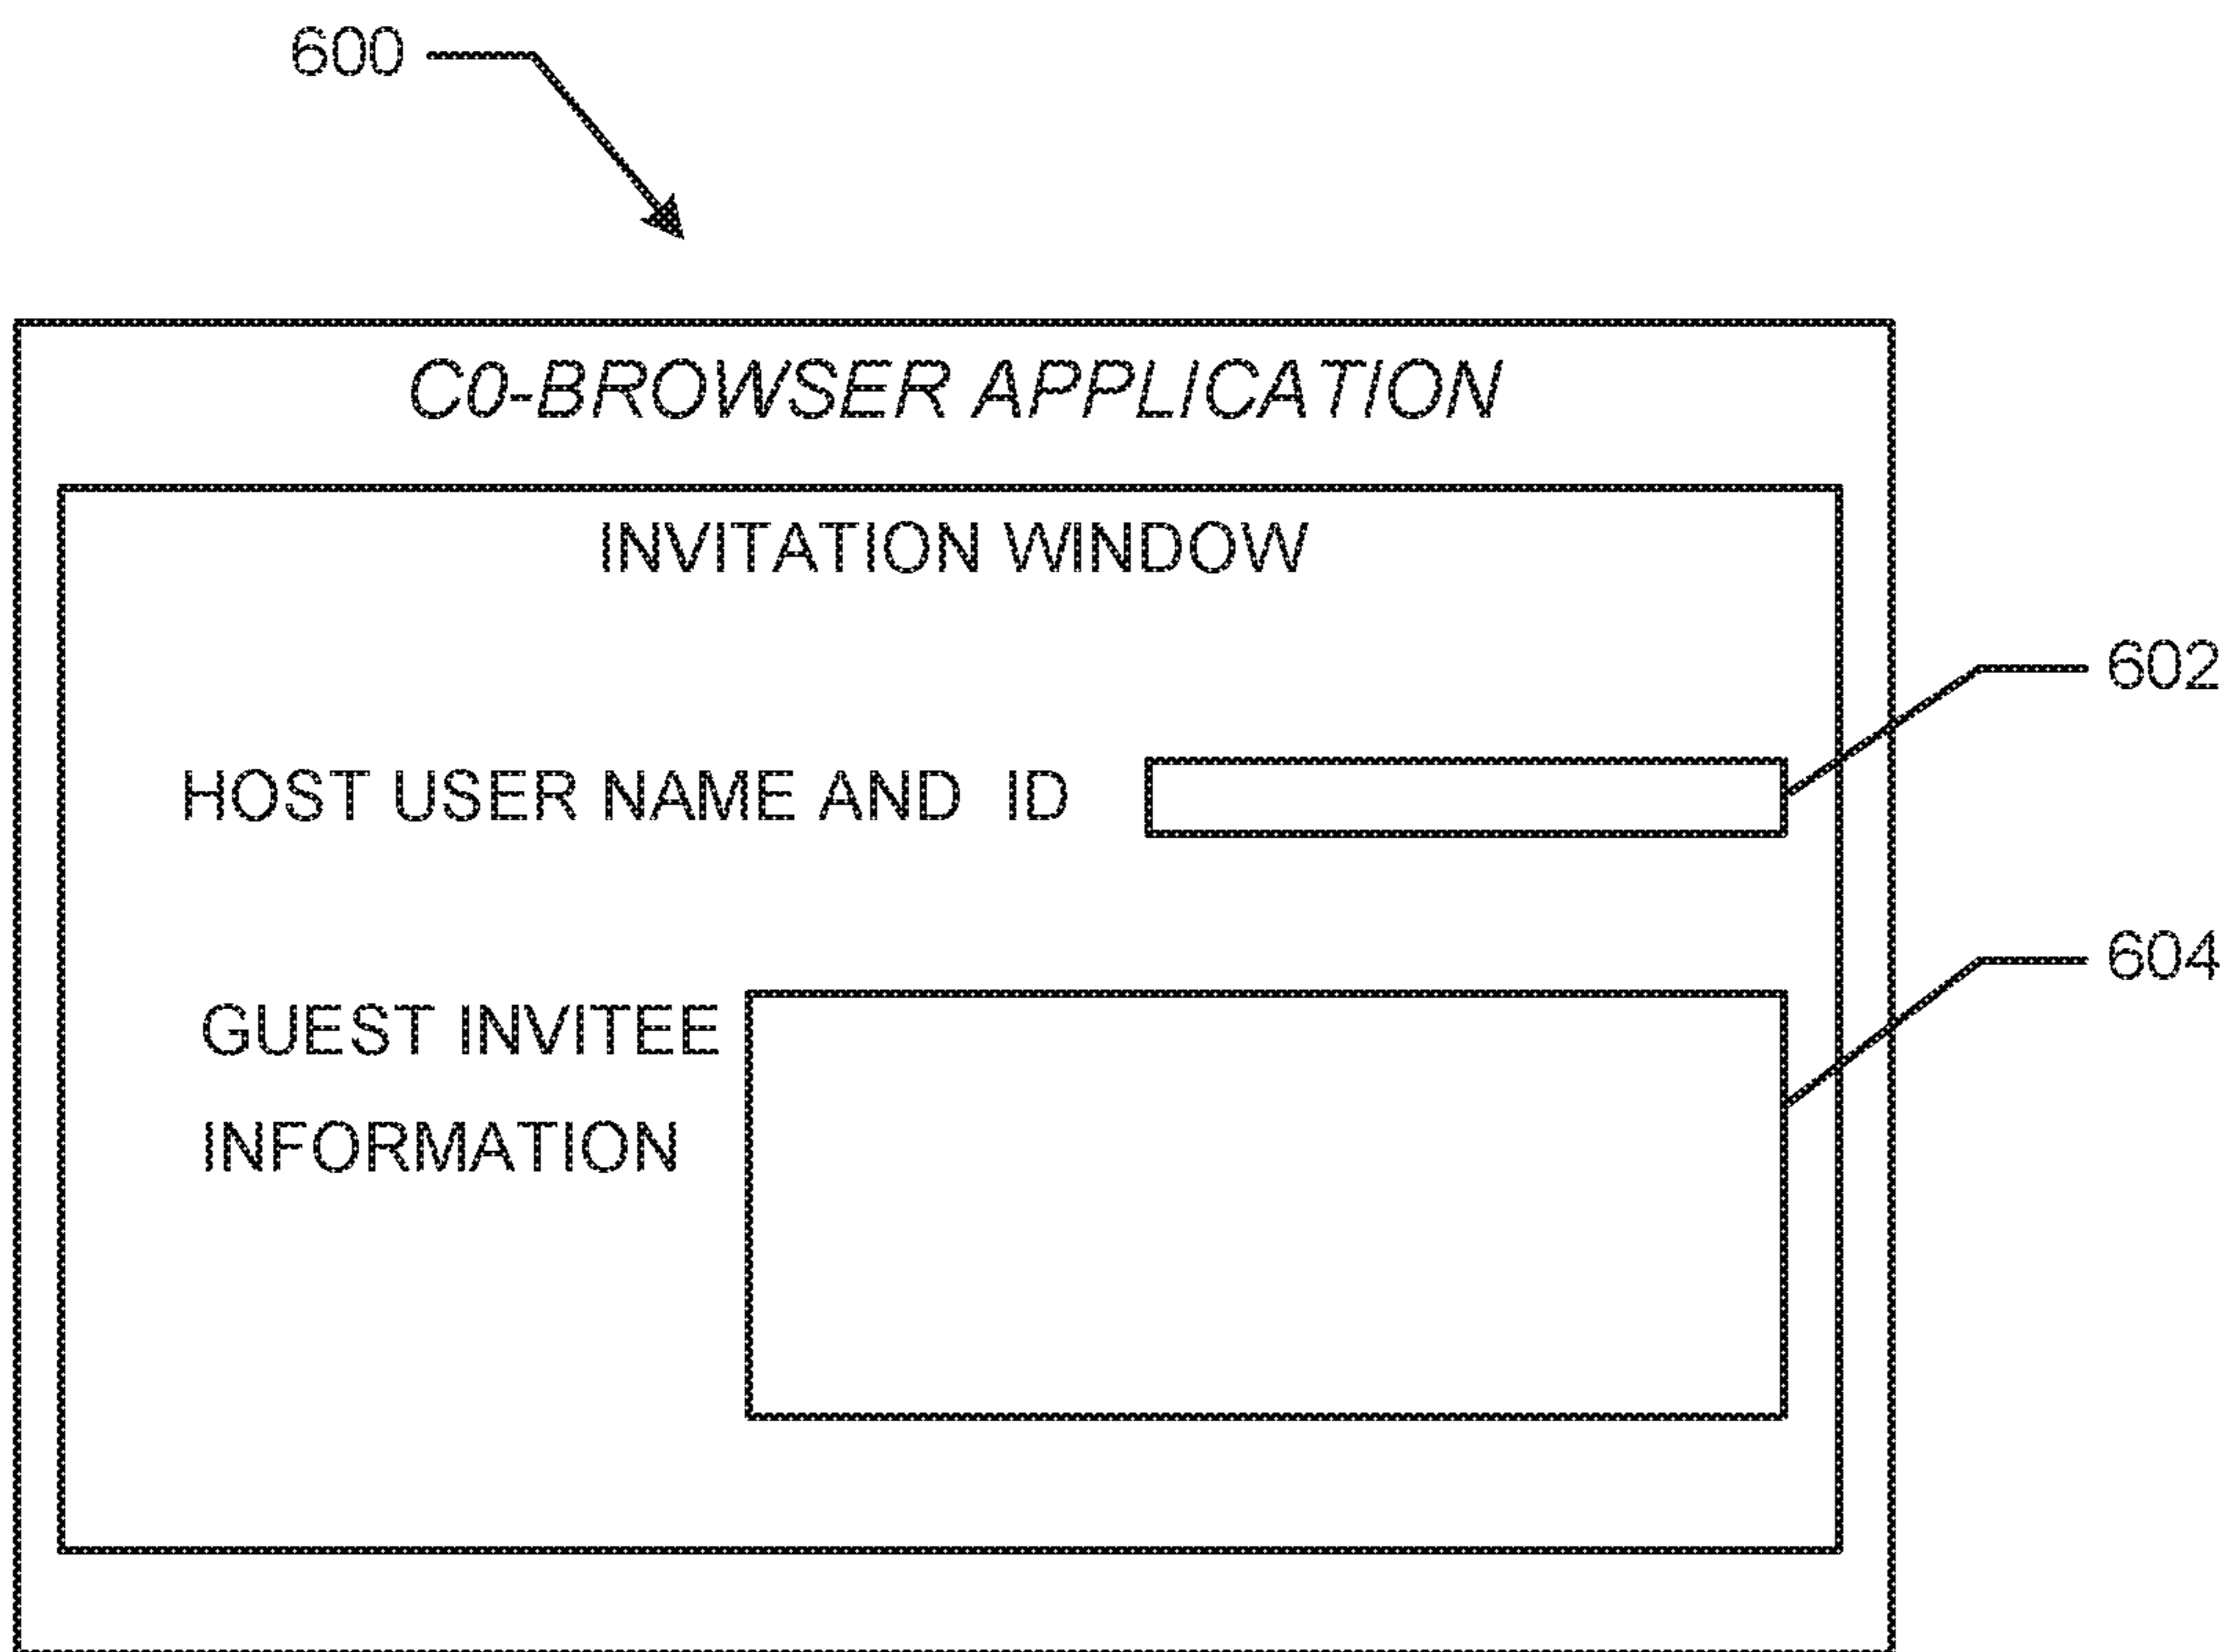 600
C0-BROWSER APPLICATION
INVITATION WINDOW
602
HOST USER NAME AND ID
604
GUEST INVITEE
INFORMATION